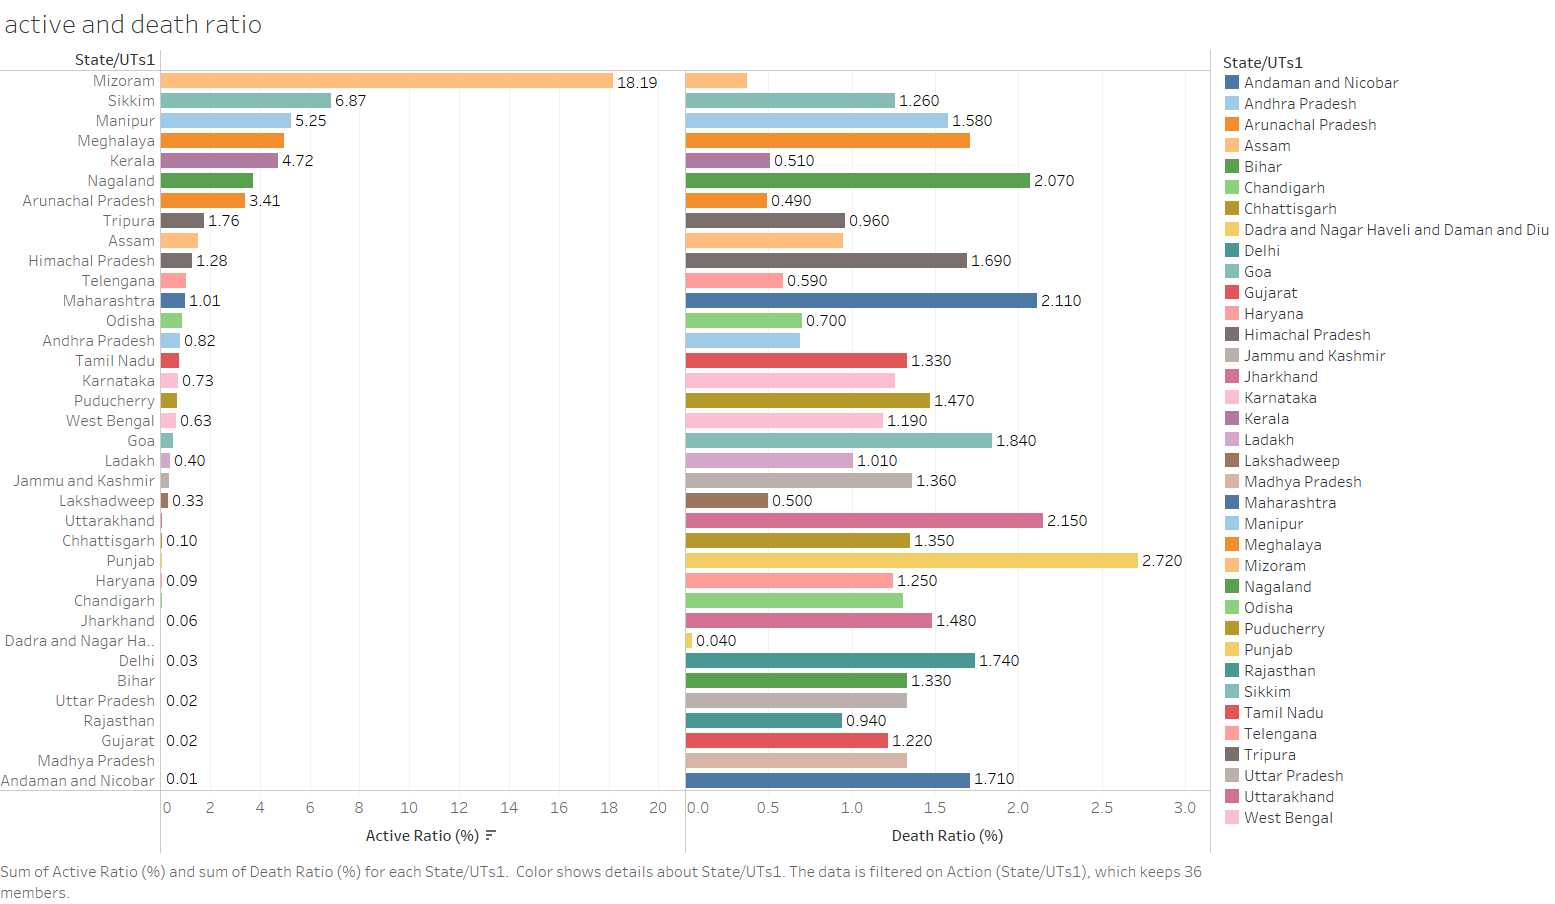 active and death ratio
State/UTs1
Mizoram 18.19
Sikkim 6.87 1.260
Manipur 5.25 1.580
Meghalaya
Kerala 4.72 0.510
Nagaland 2.070
Arunachal Pradesh 3.41 0.490
Tripura 1.76 0.960
Assam
Himachal Pradesh 1.28 1.690
Telengana 0.590
Maharashtra 1.01 2.110
Odisha 0.700
Andhra Pradesh 0.82
Tamil Nadu 1.330
Karnataka 0.73
Puducherry 1.470
West Bengal 0.63 1.190
Goa 1.840
Ladakh 0.40 1.010
Jammu and Kashmir 1.360
Lakshadweep 0.33 0.500
Uttarakhand 2.150
Chhattisgarh 0.10 1.350
Punjab 2.720
Haryana 0.09 1.250
Chandigarh
Jharkhand 0.06 1.480
Dadra and Nagar Ha.. 0.040
Delhi 0.03 1.740
Bihar 1.330
Uttar Pradesh 0.02
Rajasthan 0.940
Gujarat 0.02 1.220
Madhya Pradesh
Andaman and Nicobar 0.01 1.710
0 2 4 6 8 10 12 14 16 18 20 0.0 0.5 1.0 1.5 2.0 2.5 3.0
Active Ratio (%) Death Ratio (%)
State/UTs1
Andaman and Nicobar
Andhra Pradesh
Arunachal Pradesh
Assam
Bihar
Chandigarh
Chhattisgarh
Dadra and Nagar Haveli and Daman and Diu
Delhi
Goa
Gujarat
Haryana
Himachal Pradesh
Jammu and Kashmir
Jharkhand
Karnataka
Kerala
Ladakh
Lakshadweep
Madhya Pradesh
Maharashtra
Manipur
Meghalaya
Mizoram
Nagaland
Odisha
Puducherry
Punjab
Rajasthan
Sikkim
Tamil Nadu
Telengana
Tripura
Uttar Pradesh
Uttarakhand
West Bengal
Sum of Active Ratio (%) and sum of Death Ratio (%) for each State/UTs1. Color shows details about State/UTs1. The data is filtered on Action (State/UTs1), which keeps 36
members.